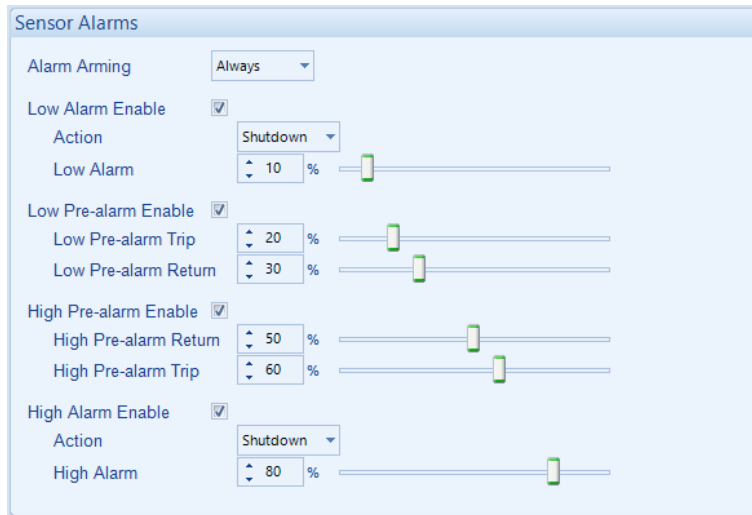 Sensor Alarms
Alarm Arming Always
Low Alarm Enable
Action Shutdown
Low Alarm 10 %
Low Pre-alarm Enable
Low Pre-alarm Trip 20 %
Low Pre-alarm Return 30 %
High Pre-alarm Enable
High Pre-alarm Return 50 %
High Pre-alarm Trip 60 %
High Alarm Enable
Action Shutdown
High Alarm 80 %